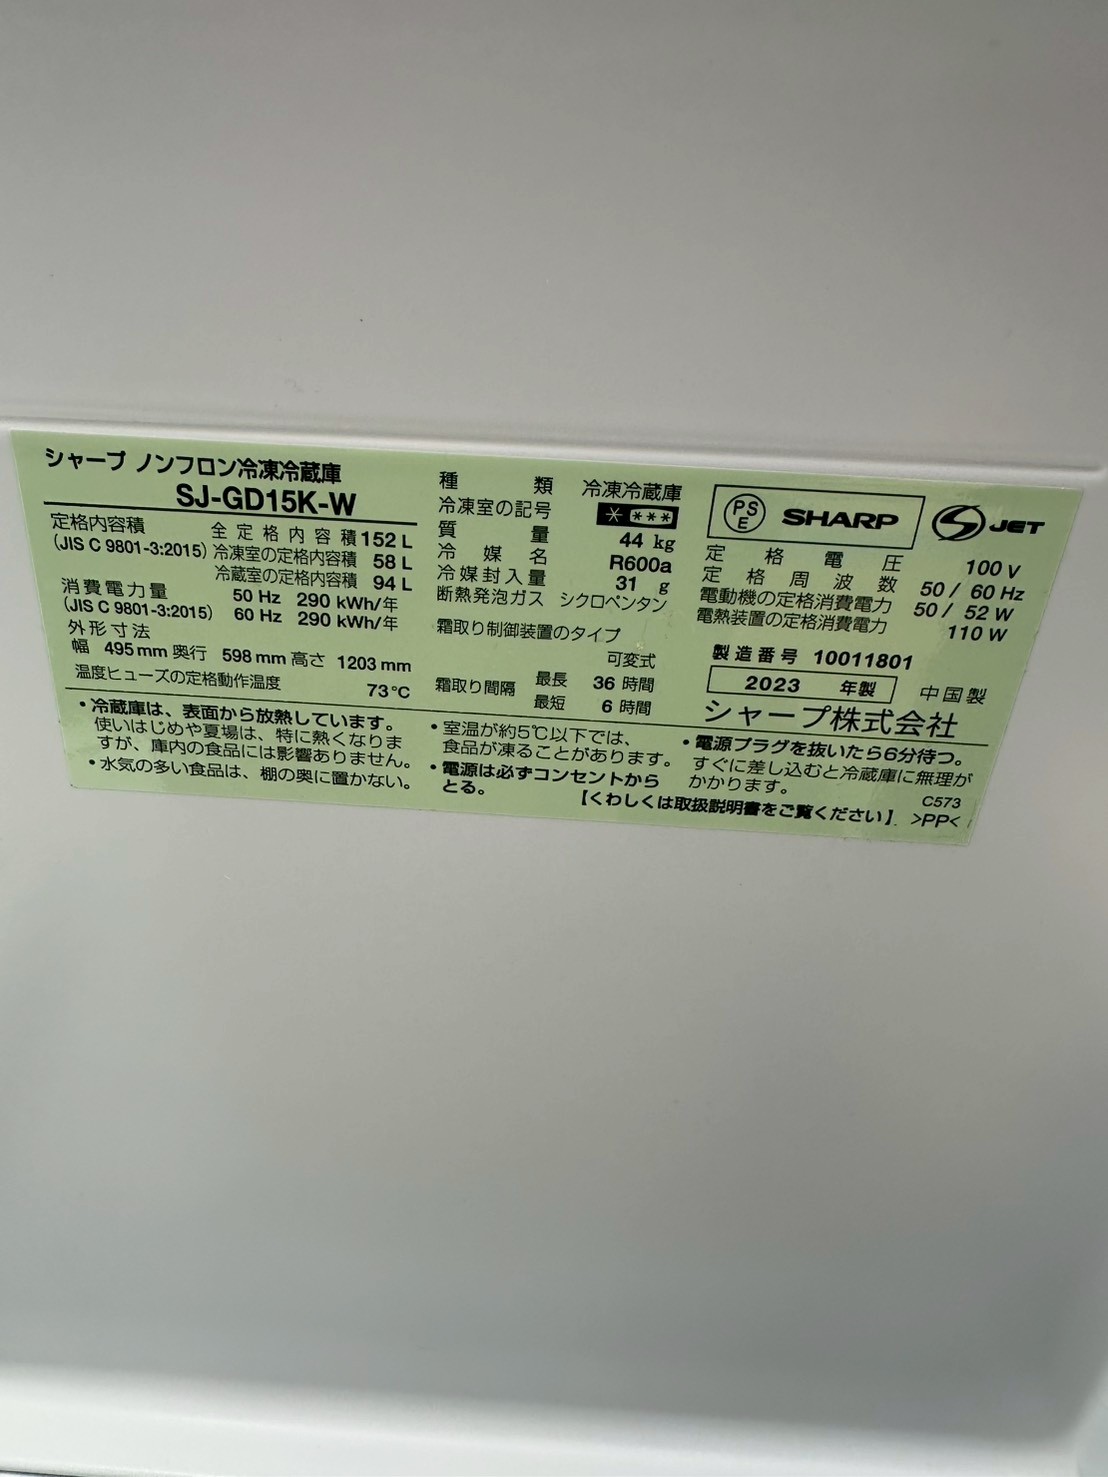 シャープ ノンフロン冷凍冷蔵庫
SJ-GD15K-W
定格内容積 全定格内容積 152 L
(JIS C 9801-3:2015) 冷凍室の定格内容積 58 L
冷蔵室の定格内容積 94 L
消費電力量 50 Hz 290 kWh/年
(JIS C 9801-3:2015) 60 Hz 290 kWh/年
外形寸法
幅 495 mm 奥行 598 mm 高さ 1203 mm
温度ヒューズの定格動作温度 73℃
種類 冷凍冷蔵庫
冷凍室の記号 * ***
質量 44 kg
冷媒名 R600a
冷媒封入量 31 g
断熱発泡ガス シクロペンタン
霜取り制御装置のタイプ
可変式
霜取り間隔 最長 36 時間
最短 6 時間
PS
E
SHARP
JET
定格電圧 100 V
定格周波数 50 / 60 Hz
電動機の定格消費電力 50 / 52 W
電熱装置の定格消費電力 110 W
製造番号 10011801
2023 年製 中国製
シャープ株式会社
・冷蔵庫は、表面から放熱しています。
使いはじめや夏場は、特に熱くなりま
すが、庫内の食品には影響ありません。
・水気の多い食品は、棚の奥に置かない。
・室温が約5℃以下では、
食品が凍ることがあります。
・電源は必ずコンセントから
とる。
・電源プラグを抜いたら6分待つ。
すぐに差し込むと冷蔵庫に無理が
かかります。
C573
【くわしくは取扱説明書をご覧ください】 >PP<